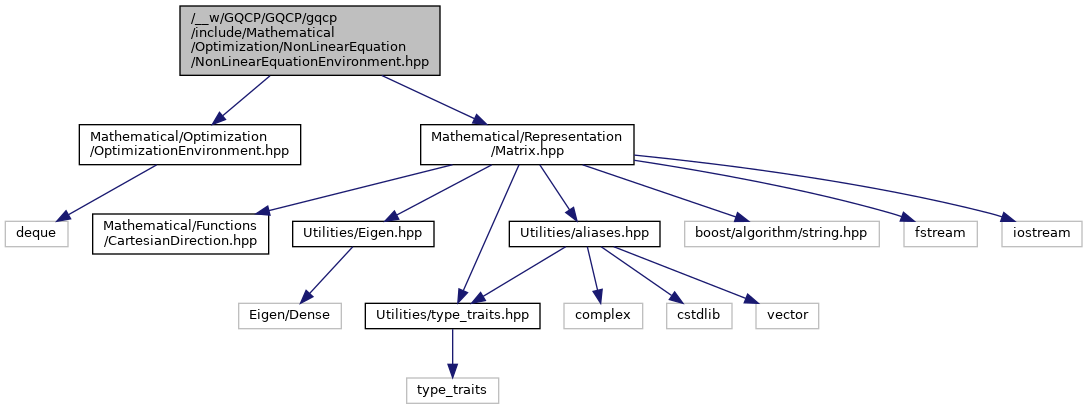 /__w/GQCP/GQCP/gqcp
/include/Mathematical
/Optimization/NonLinearEquation
/NonLinearEquationEnvironment.hpp
Mathematical/Optimization
/OptimizationEnvironment.hpp
Mathematical/Representation
/Matrix.hpp
deque
Mathematical/Functions
/CartesianDirection.hpp
Utilities/Eigen.hpp
Utilities/aliases.hpp
boost/algorithm/string.hpp
fstream
iostream
Eigen/Dense
Utilities/type_traits.hpp
complex
cstdlib
vector
type_traits